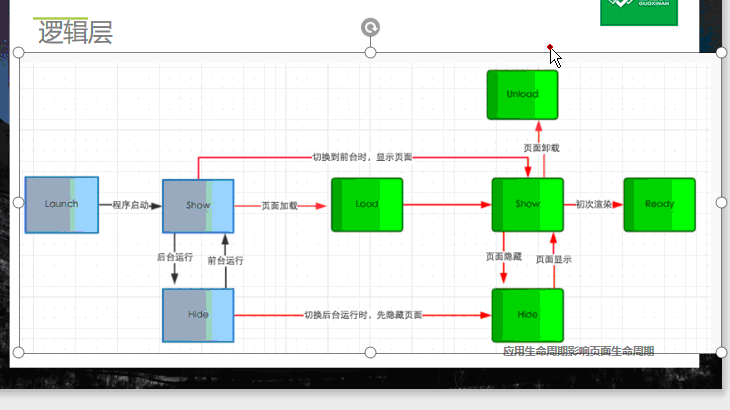 逻辑层
GUOXINAN
Unload
页面卸载
切换到前台时，显示页面
Launch
程序启动
Show
页面加载
Load
Show
初次渲染
Ready
后台运行
前台运行
页面隐藏
页面显示
Hide
切换后台运行时，先隐藏页面
Hide
应用生命周期影响页面生命周期